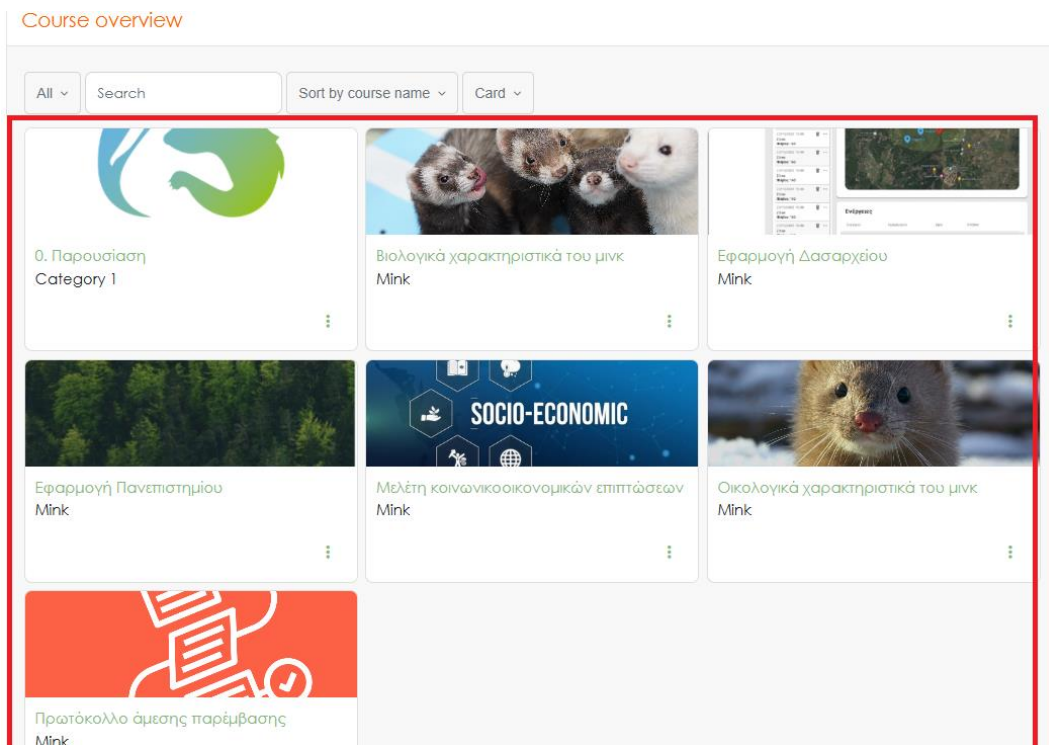 Course overview
All
Search
Sort by course name
Card
0. Παρουσίαση
Category 1
Βιολογικά χαρακτηριστικά του μινκ
Mink
Ενέργειες
Εφαρμογή Δασαρχείου
Mink
SOCIO-ECONOMIC
Εφαρμογή Πανεπιστημίου
Mink
Μελέτη κοινωνικοοικονομικών επιπτώσεων
Mink
Οικολογικά χαρακτηριστικά του μινκ
Mink
Πρωτόκολλο άμεσης παρέμβασης
Mink